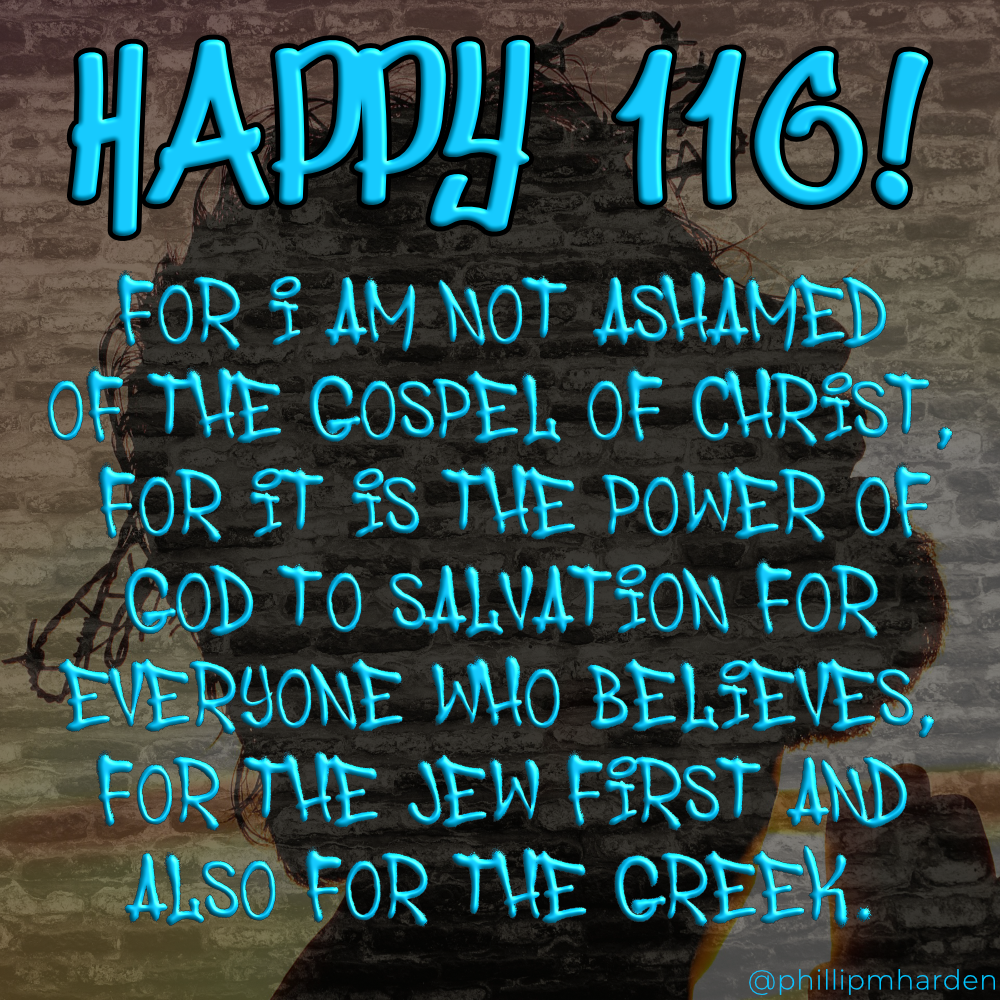 HAPPY 116!
FOR i AM NOT ASHAMED
OF THE GOSPEL OF CHRiST,
FOR iT iS THE POWER OF
GOD TO SALVATiON FOR
EVERYONE WHO BELiEVES,
FOR THE JEW FiRST AND
ALSO FOR THE GREEK.
@phillipmharden